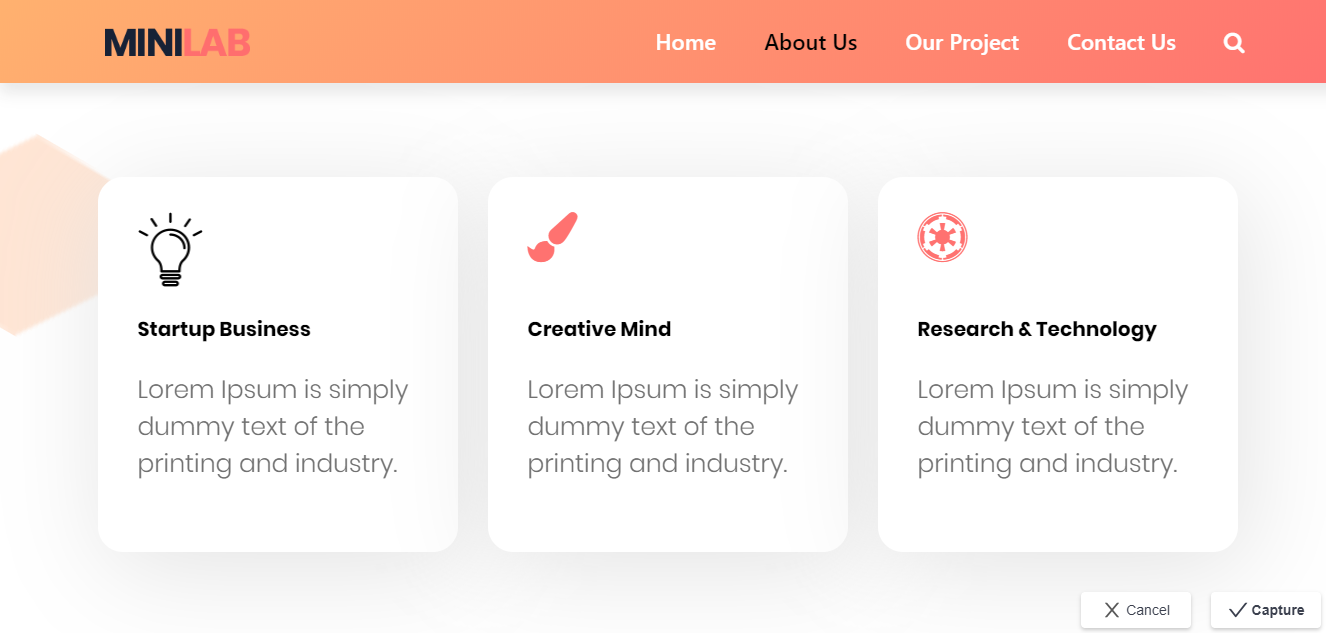 MINILAB
Home About Us Our Project Contact Us
Startup Business
Lorem Ipsum is simply
dummy text of the
printing and industry.
Creative Mind
Lorem Ipsum is simply
dummy text of the
printing and industry.
Research & Technology
Lorem Ipsum is simply
dummy text of the
printing and industry.
Cancel
Capture